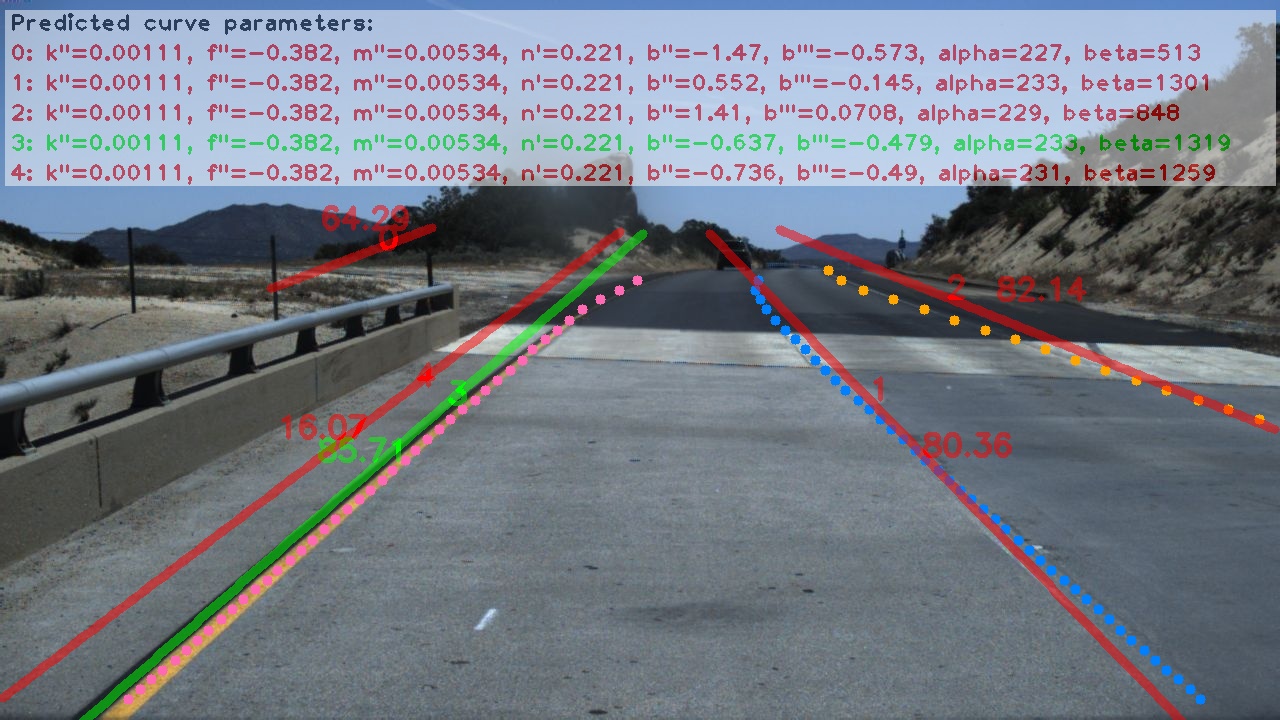 Predicted curve parameters:
0: k''=0.00111, f''=-0.382, m''=0.00534, n'=0.221, b''=-1.47, b'''=-0.573, alpha=227, beta=513
1: k''=0.00111, f''=-0.382, m''=0.00534, n'=0.221, b''=0.552, b'''=-0.145, alpha=233, beta=1301
2: k''=0.00111, f''=-0.382, m''=0.00534, n'=0.221, b''=1.41, b'''=0.0708, alpha=229, beta=848
3: k''=0.00111, f''=-0.382, m''=0.00534, n'=0.221, b''=-0.637, b'''=-0.479, alpha=233, beta=1319
4: k''=0.00111, f''=-0.382, m''=0.00534, n'=0.221, b''=-0.736, b'''=-0.49, alpha=231, beta=1259
64.29
0
2 82.14
4
3
1
16.07
80.36